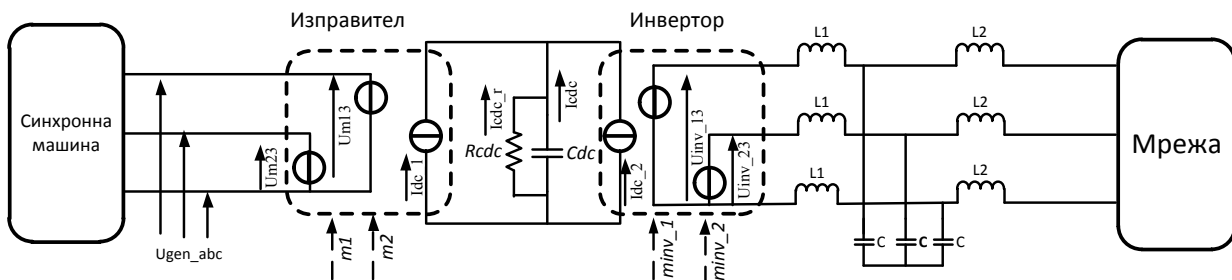 Изправител
Инвертор
Синхронна
машина
Um23
Um13
Idc_1
Icdc_r
Icdc
Rcdc
Cdc
Idc_2
Uinv_13
Uinv_23
L1
L2
L1
L2
L1
L2
C
C
C
Мрежа
Ugen_abc
m1
m2
minv_1
minv_2